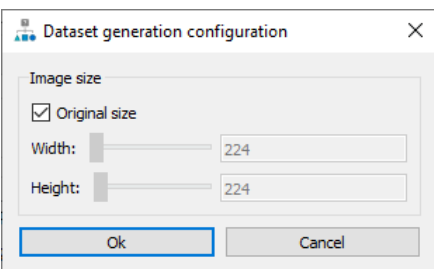 Dataset generation configuration
Image size
Original size
Width: 224
Height: 224
Ok Cancel